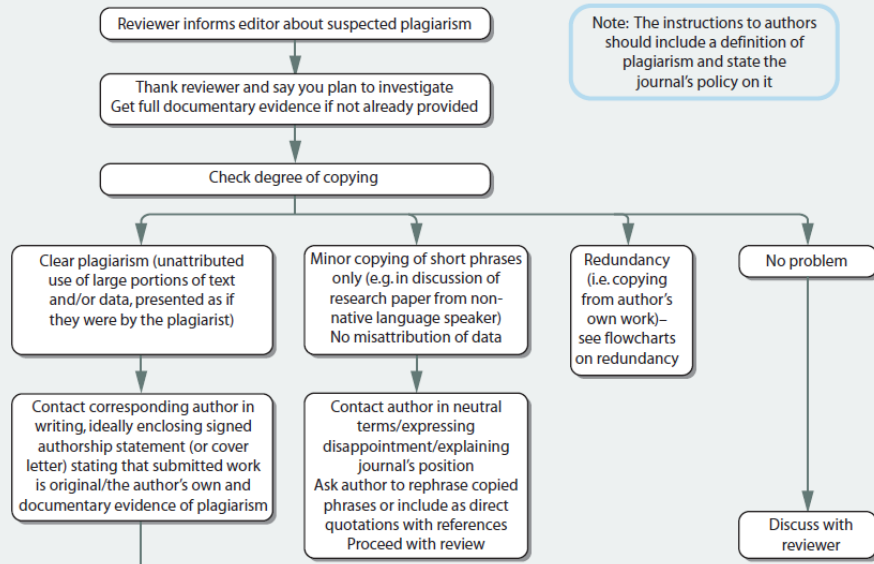 Reviewer informs editor about suspected plagiarism
Note: The instructions to authors
should include a definition of
plagiarism and state the
journal's policy on it
Thank reviewer and say you plan to investigate
Get full documentary evidence if not already provided
Check degree of copying
Clear plagiarism (unattributed
use of large portions of text
and/or data, presented as if
they were by the plagiarist)
Minor copying of short phrases
only (e.g. in discussion of
research paper from non-
native language speaker)
No misattribution of data
Redundancy
(i.e. copying
from author's
own work)–
see flowcharts
on redundancy
No problem
Contact corresponding author in
writing, ideally enclosing signed
authorship statement (or cover
letter) stating that submitted work
is original/the author's own and
documentary evidence of plagiarism
Contact author in neutral
terms/expressing
disappointment/explaining
journal's position
Ask author to rephrase copied
phrases or include as direct
quotations with references
Proceed with review
Discuss with
reviewer